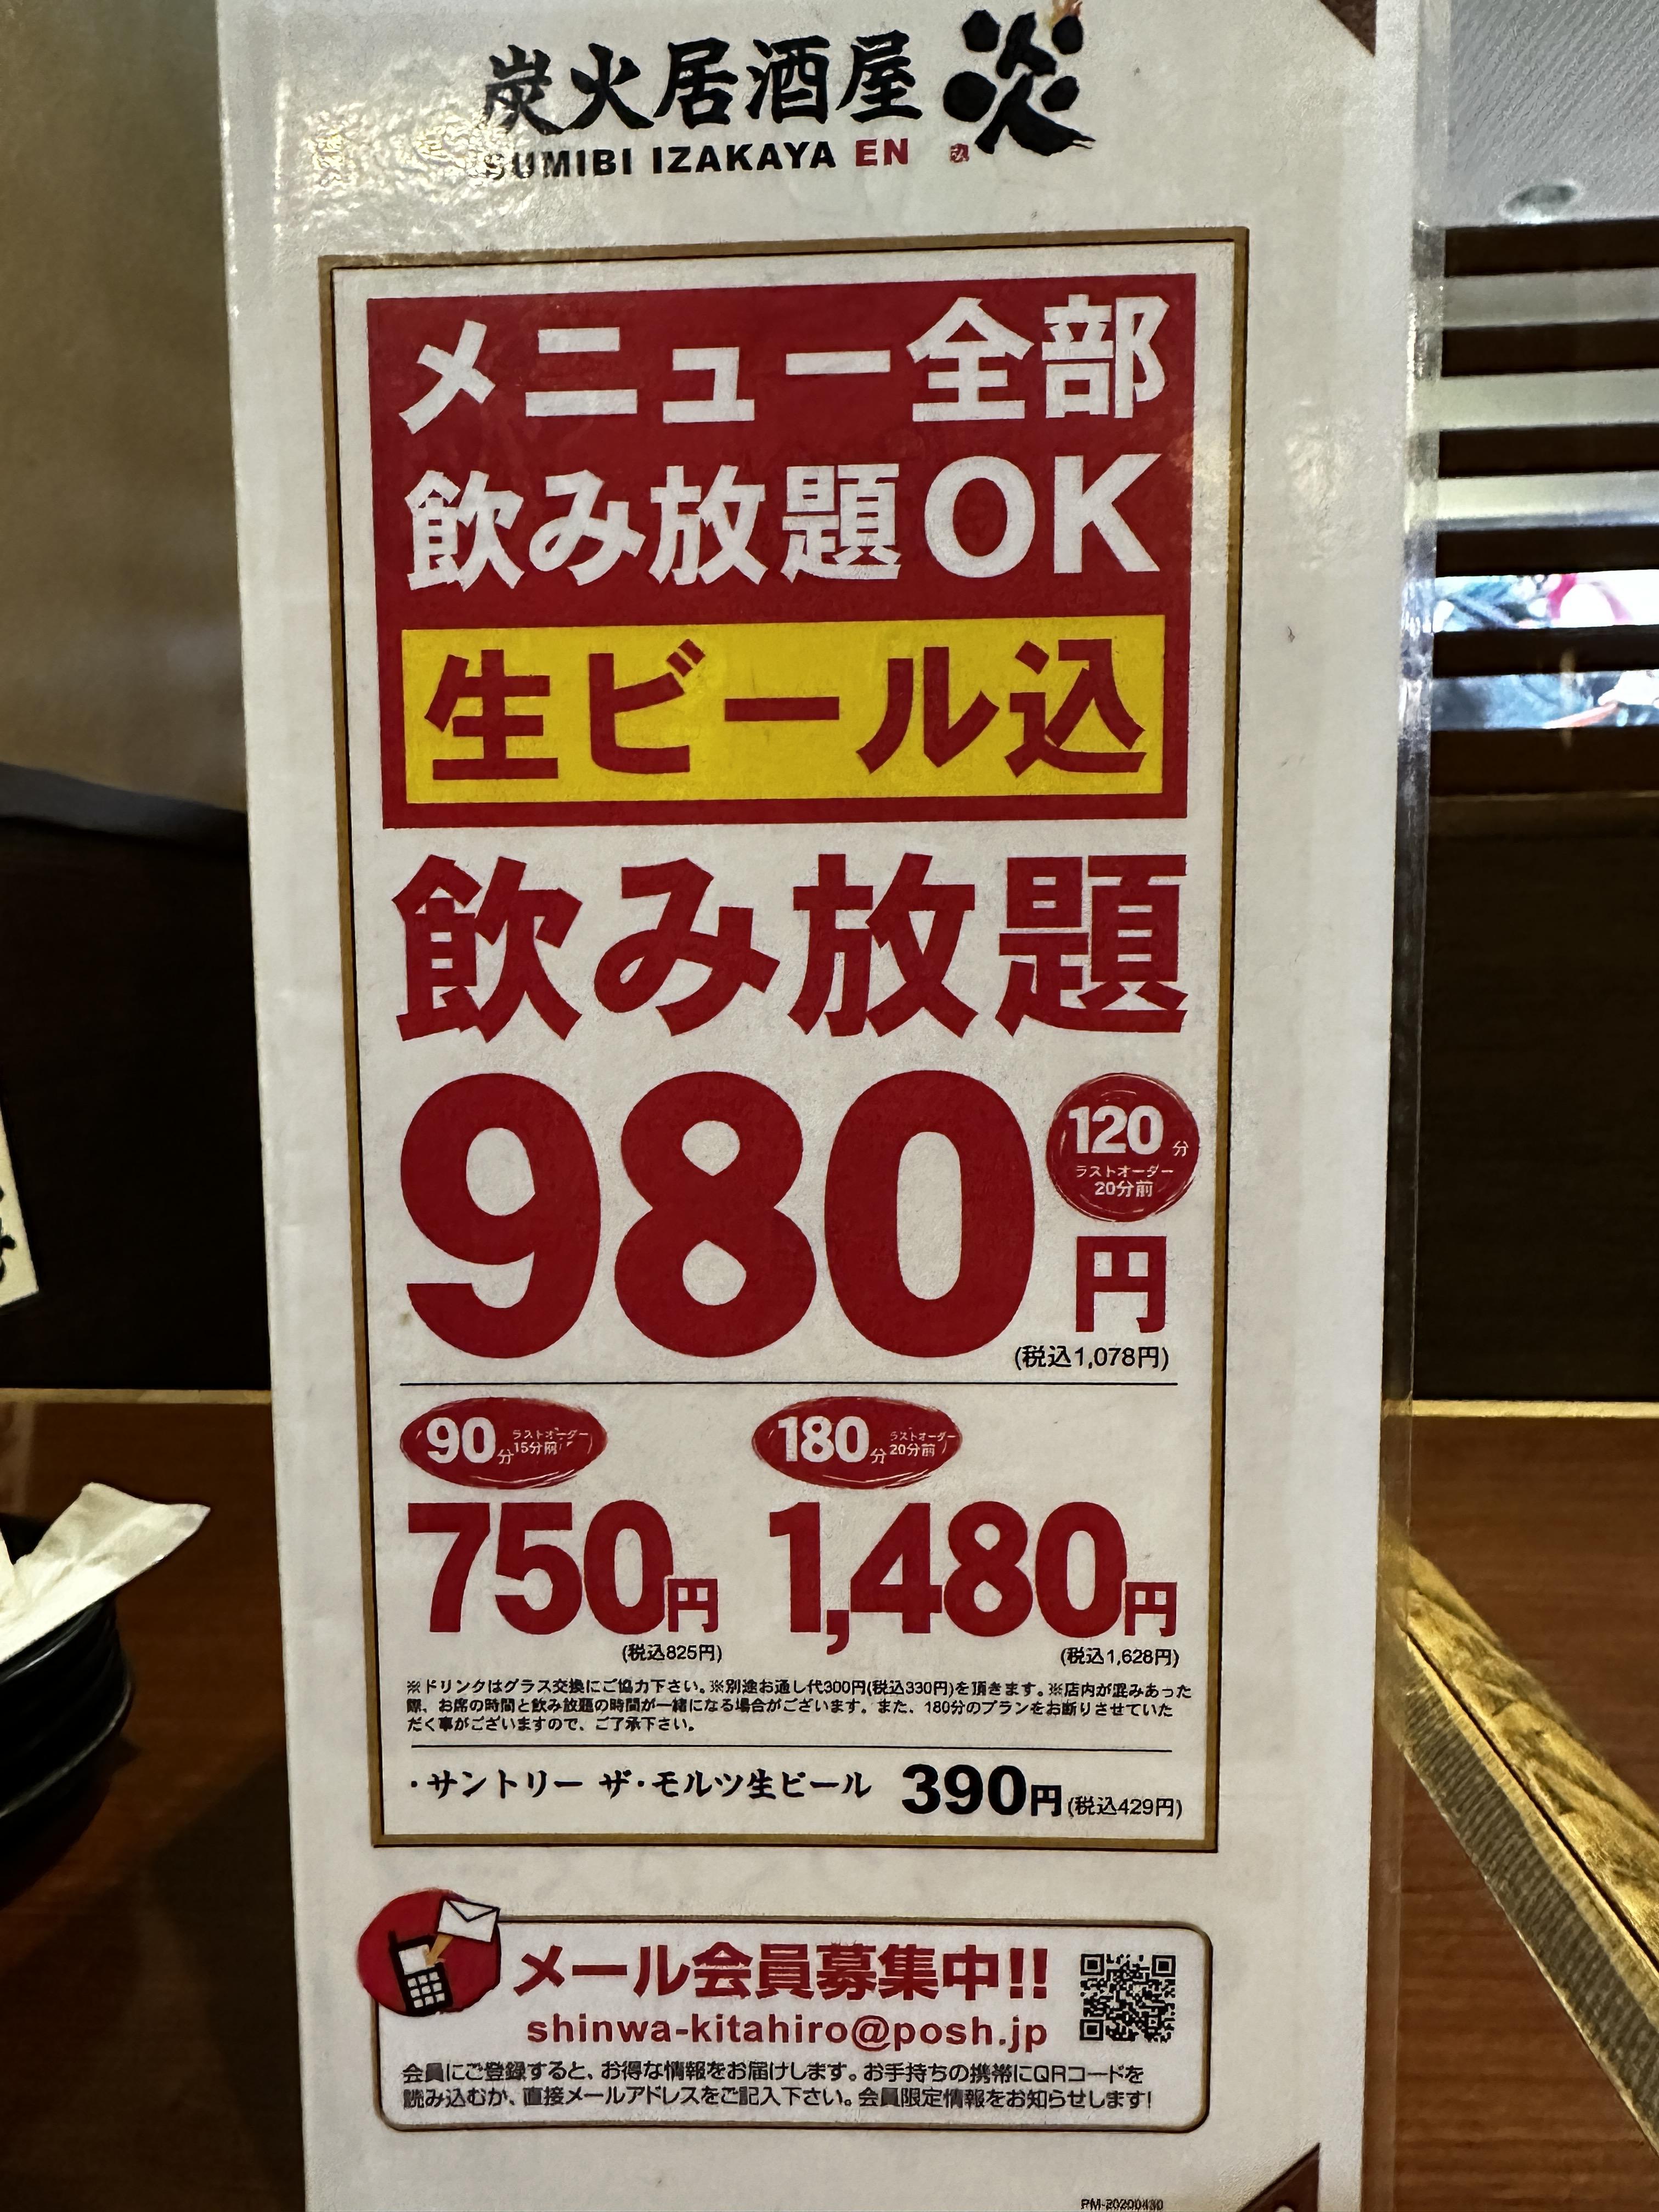 炭火居酒屋 炎
SUMIBI IZAKAYA EN
メニュー全部
飲み放題OK
生ビール込
飲み放題
980円
120分
ラストオーダー
20分前
(税込1,078円)
90分 ラストオーダー 15分前
180分 ラストオーダー 20分前
750円 1,480円
(税込825円) (税込1,628円)
※ドリンクはグラス交換にご協力下さい。※別途お通し代300円(税込330円)を頂きます。※店内が混みあった
際、お席の時間と飲み放題の時間が一緒になる場合がございます。また、180分のプランをお断りさせていた
だく事がございますので、ご了承下さい。
・サントリー ザ・モルツ生ビール 390円(税込429円)
メール会員募集中!!
shinwa-kitahiro@posh.jp
会員にご登録すると、お得な情報をお届けします。お手持ちの携帯にQRコードを
読み込むか、直接メールアドレスをご記入下さい。会員限定情報をお知らせします!
PM-20200430